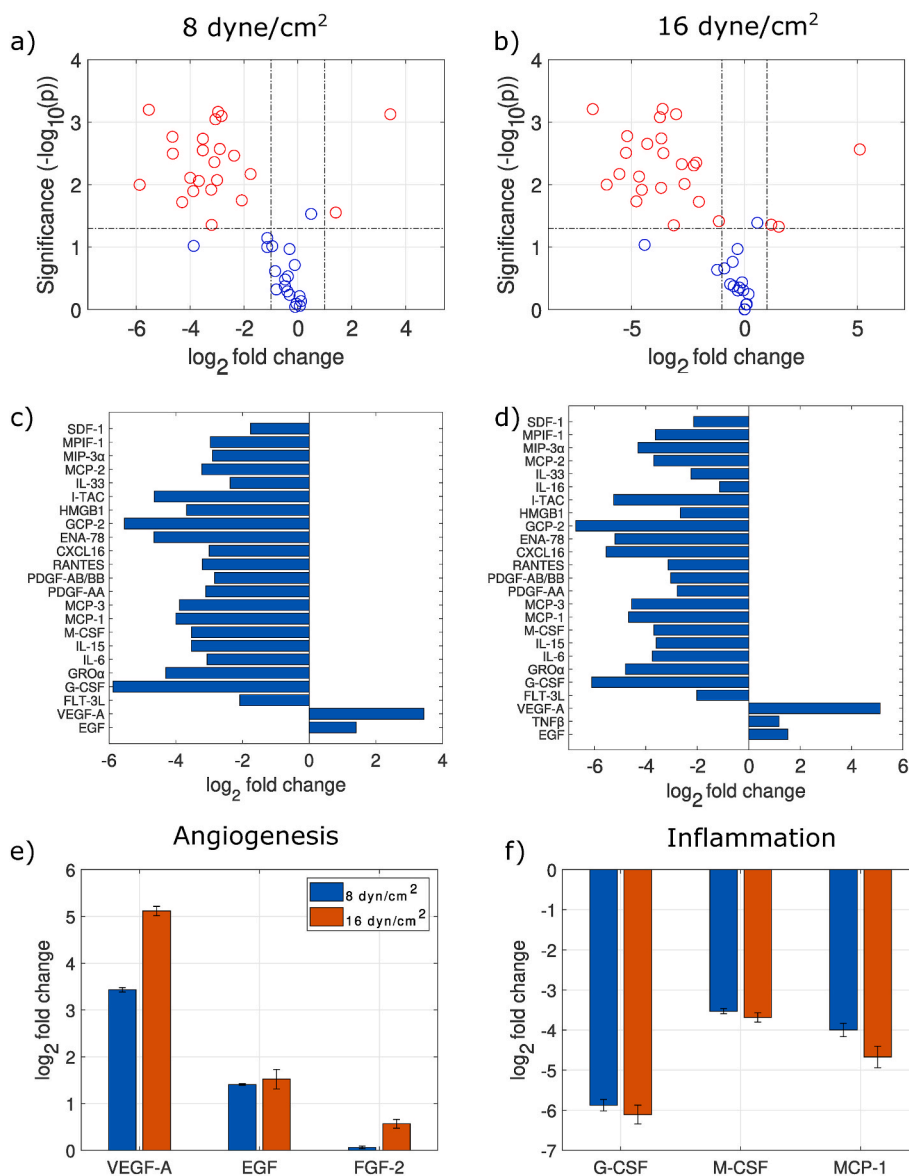 a)
8 dyne/cm²
b)
16 dyne/cm²
Significance (-log₁₀(p))
4
3
2
1
0
-6
-4
-2
0
2
4
log₂ fold change
Significance (-log₁₀(p))
4
3
2
1
0
-5
0
5
log₂ fold change
c)
SDF-1
MPIF-1
MIP-3α
MCP-2
IL-33
I-TAC
HMGB1
GCP-2
ENA-78
CXCL16
RANTES
PDGF-AB/BB
PDGF-AA
MCP-3
MCP-1
M-CSF
IL-15
IL-6
GROα
G-CSF
FLT-3L
VEGF-A
EGF
-6
-4
-2
0
2
4
log₂ fold change
d)
SDF-1
MPIF-1
MIP-3α
MCP-2
IL-33
IL-16
I-TAC
HMGB1
GCP-2
ENA-78
CXCL16
RANTES
PDGF-AB/BB
PDGF-AA
MCP-3
MCP-1
M-CSF
IL-15
IL-6
GROα
G-CSF
FLT-3L
VEGF-A
TNFβ
EGF
-6
-4
-2
0
2
4
6
log₂ fold change
e)
Angiogenesis
log₂ fold change
6
5
4
3
2
1
0
8 dyn/cm²
16 dyn/cm²
VEGF-A
EGF
FGF-2
f)
Inflammation
log₂ fold change
0
-1
-2
-3
-4
-5
-6
-7
G-CSF
M-CSF
MCP-1